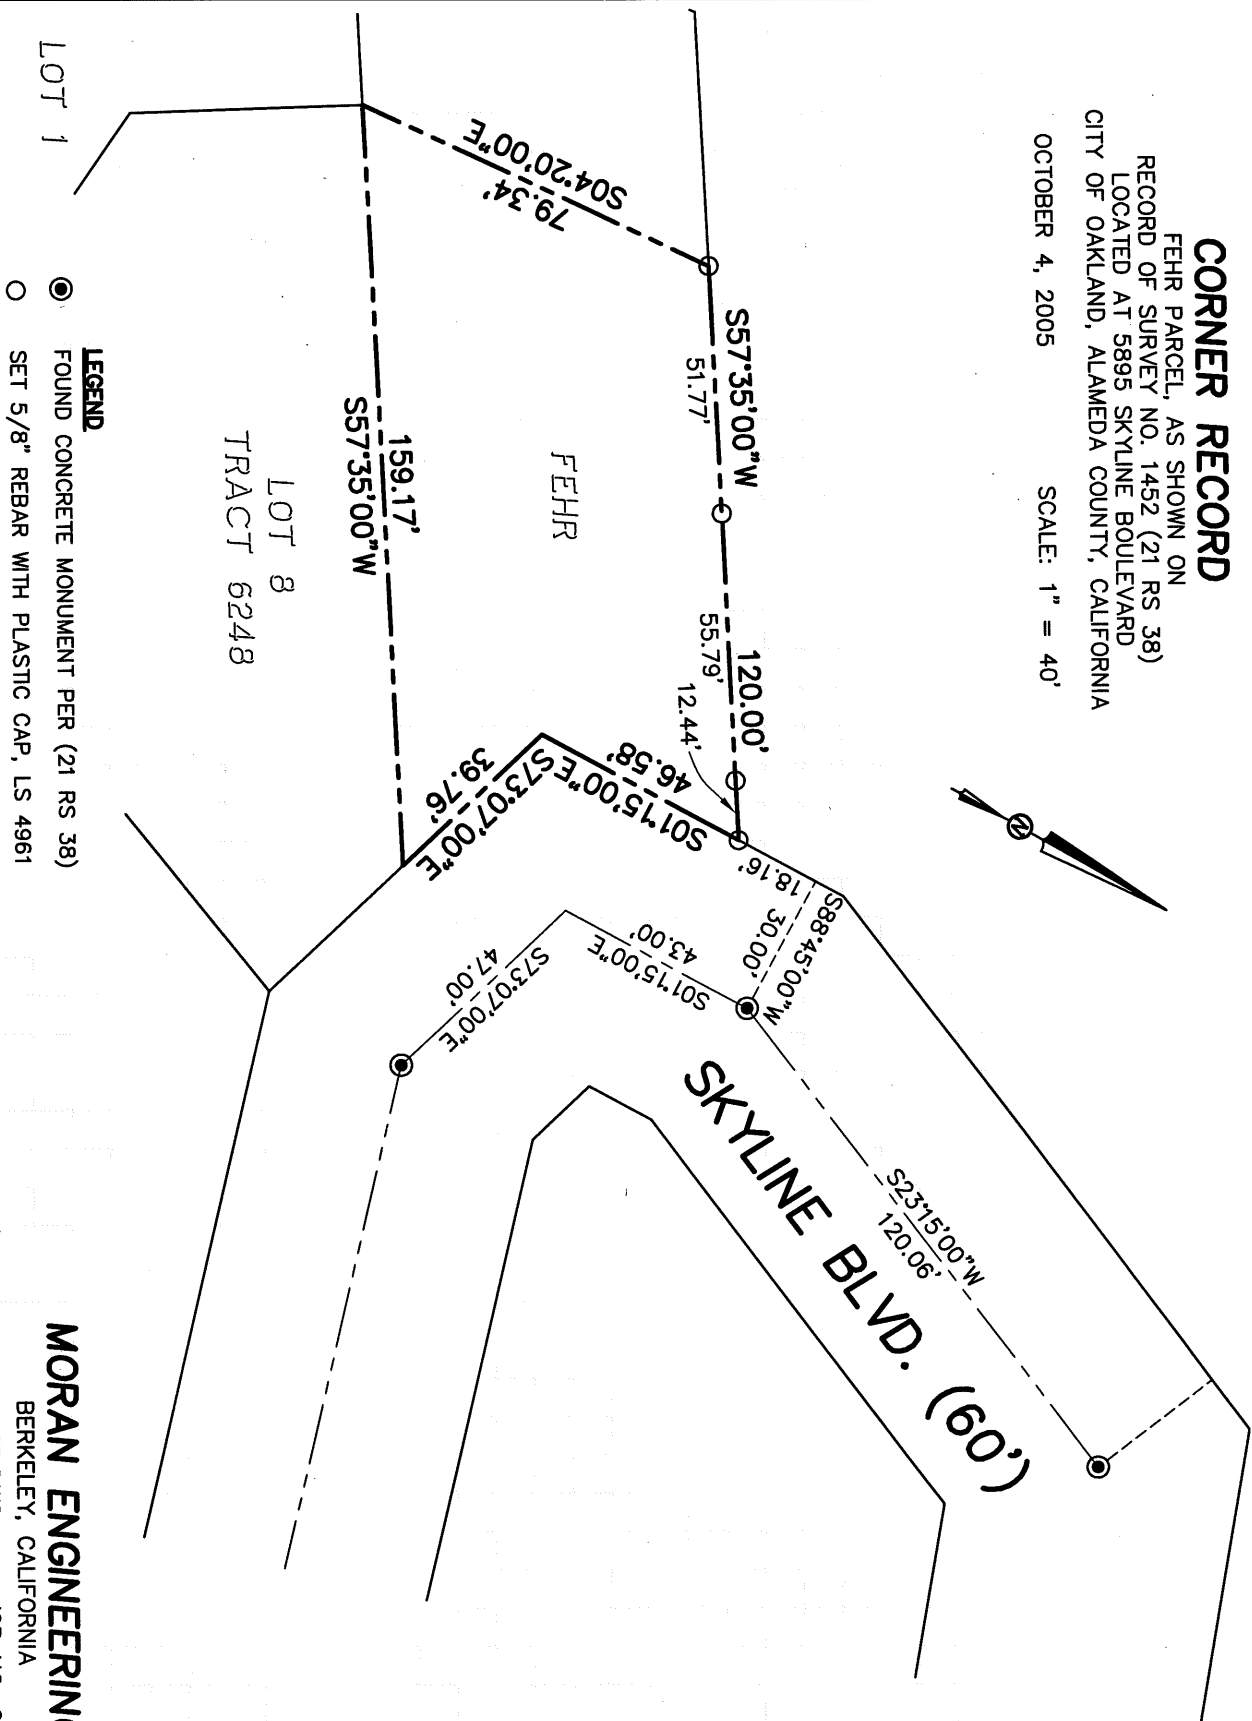 CORNER RECORD
FEHR PARCEL, AS SHOWN ON
RECORD OF SURVEY NO. 1452 (21 RS 38)
LOCATED AT 5895 SKYLINE BOULEVARD
CITY OF OAKLAND, ALAMEDA COUNTY, CALIFORNIA
OCTOBER 4, 2005 SCALE: 1" = 40'
N
S57°35'00"W 120.00'
51.77' 55.79' 12.44'
S04°20'00"E
79.34'
FEHR
S01°15'00"E
46.58'
S73°07'00"E
39.76'
18.16'
S88°45'00"W
30.00'
S01°15'00"E
43.00'
S73°07'00"E
47.00'
S23°15'00"W
120.06'
SKYLINE BLVD. (60')
159.17'
S57°35'00"W
LOT 8
TRACT 6248
LOT 1
LEGEND
FOUND CONCRETE MONUMENT PER (21 RS 38)
SET 5/8" REBAR WITH PLASTIC CAP, LS 4961
MORAN ENGINEERING
BERKELEY, CALIFORNIA